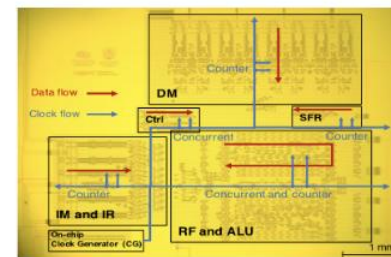 Counter
DM
Data flow
Clock flow
Ctrl
Concurrent
SFR
Counter
Counter
IM and IR
Concurrent and counter
RF and ALU
On-chip
Clock Generator (CG)
1 mm